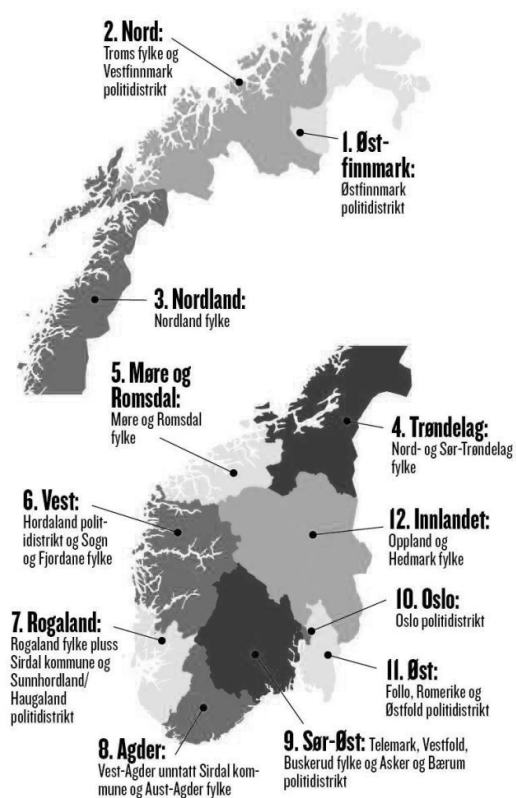 2. Nord:
Troms fylke og
Vestfinnmark
politidistrikt
1. Øst-
finnmark:
Østfinnmark
politidistrikt
3. Nordland:
Nordland fylke
5. Møre og
Romsdal:
Møre og Romsdal
fylke
4. Trøndelag:
Nord- og Sør-Trøndelag
fylke
6. Vest:
Hordaland polit-
distrikt og Sogn
og Fjordane fylke
12. Innlandet:
Oppland og
Hedmark fylke
10. Oslo:
Oslo politidistrikt
7. Rogaland:
Rogaland fylke pluss
Sirdal kommune og
Sunnhordland/
Haugaland
politidistrikt
11. Øst:
Follo, Romerike og
Østfold politidistrikt
8. Agder:
Vest-Agder unntatt Sirdal kom-
mune og Aust-Agder fylke
9. Sør-Øst: Telemark, Vestfold,
Buskerud fylke og Asker og Bærum
politidistrikt